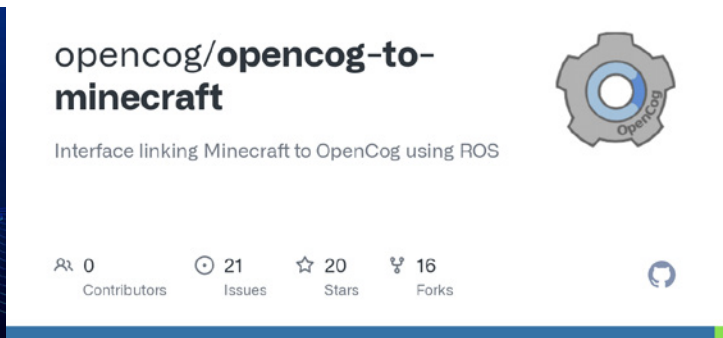 opencog/opencog-to-
minecraft
Interface linking Minecraft to OpenCog using ROS
OpenCog
0
Contributors
21
Issues
20
Stars
16
Forks